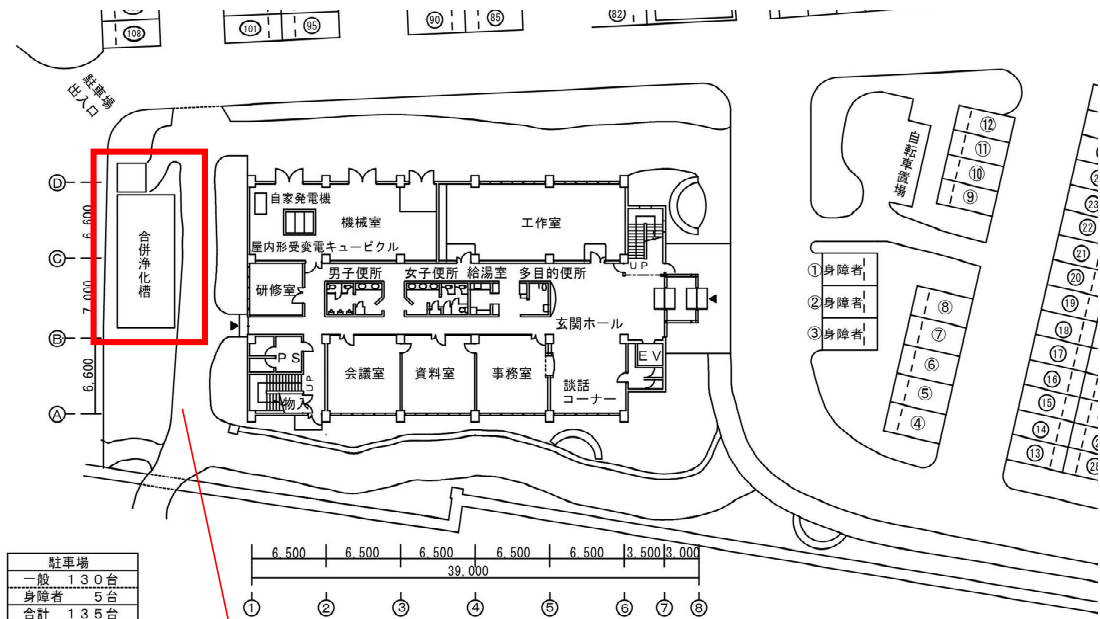 108
101
95
90
85
82
駐車場
出入口
⑫
⑪
⑩
⑨
自転車置場
D
C
B
A
6,600
7,000
6,600
合併浄化槽
自家発電機
機械室
屋内形受変電キュービクル
工作室
UP
研修室
男子便所
女子便所
給湯室
多目的便所
玄関ホール
PS
UP
物入
会議室
資料室
事務室
談話
コーナー
EV
①身障者
②身障者
③身障者
⑧
⑦
⑥
⑤
④
23
22
21
20
19
18
17
16
15
14
13
28
6,500 6,500 6,500 6,500 6,500 3,500 3,000
39,000
① ② ③ ④ ⑤ ⑥ ⑦ ⑧
駐車場
一般 130台
身障者 5台
合計 135台